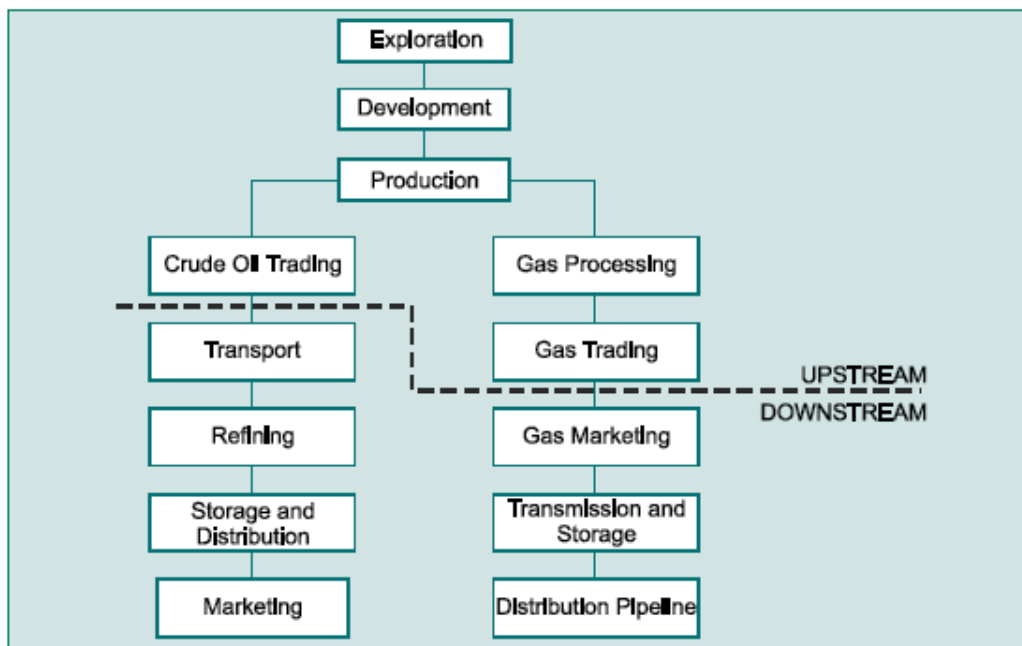 Exploration
Development
Production
Crude Oil Trading
Gas Processing
Transport
Gas Trading
UPSTREAM
DOWNSTREAM
Refining
Gas Marketing
Storage and
Distribution
Transmission and
Storage
Marketing
Distribution Pipeline